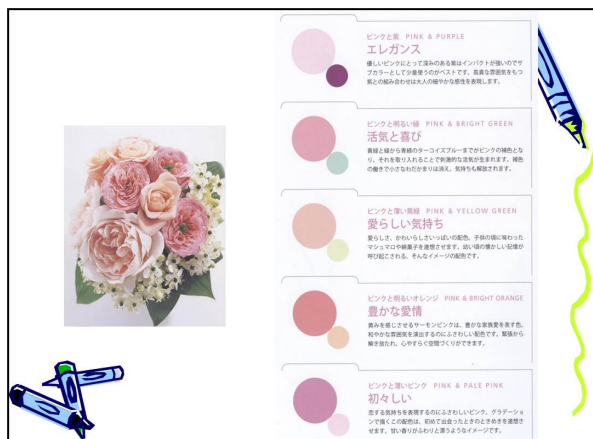 ピンクと紫 PINK & PURPLE
エレガンス
優しいピンクにとって深みのある紫はインパクトが強いのでサ
ブカラーとして少量使うのがベストです。高貴な雰囲気をもつ
紫との組み合わせは大人の細やかな感性を表現します。
ピンクと明るい緑 PINK & BRIGHT GREEN
活気と喜び
黄緑と緑から青緑のターコイズブルーまでがピンクの補色とな
り、それを取り入れることで刺激的な活気が生まれます。補色
の働きで小さなわだかまりは消え、気持ちも解放されます。
ピンクと薄い黄緑 PINK & YELLOW GREEN
愛らしい気持ち
愛らしさ、かわいらしさいっぱいの配色。子供の頃に味わった
マシュマロや綿菓子を連想させます。幼い頃の懐かしい記憶が
呼び起こされる、そんなイメージの配色です。
ピンクと明るいオレンジ PINK & BRIGHT ORANGE
豊かな愛情
黄みを感じさせるサーモンピンクは、豊かな家族愛を表す色。
和やかな雰囲気を演出するのにふさわしい配色です。緊張から
解き放たれ、心やすらぐ空間づくりができます。
ピンクと薄いピンク PINK & PALE PINK
初々しい
恋する気持ちを表現するのにふさわしいピンク。グラデーショ
ンで描くこの配色は、初めて出会ったときのときめきを連想さ
せます。甘い香りがふわりと漂うようなイメージです。